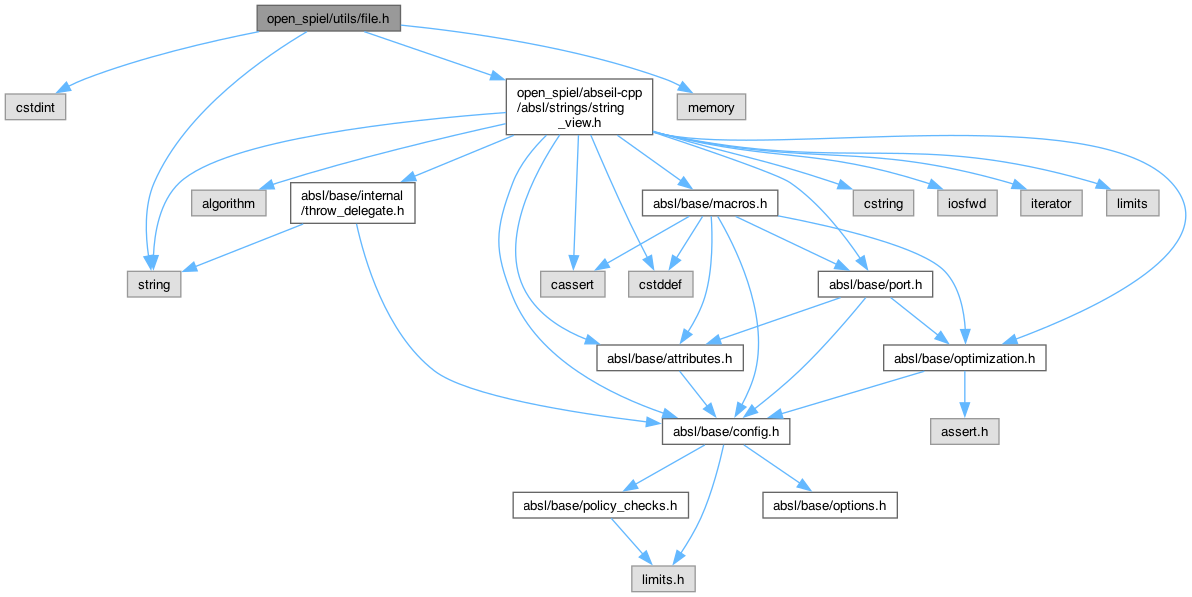 open_spiel/utils/file.h
cstdint
open_spiel/abseil-cpp
/absl/strings/string
_view.h
memory
algorithm
absl/base/internal
/throw_delegate.h
absl/base/macros.h
cstring
iosfwd
iterator
limits
string
cassert
cstddef
absl/base/port.h
absl/base/attributes.h
absl/base/optimization.h
absl/base/config.h
assert.h
absl/base/policy_checks.h
absl/base/options.h
limits.h